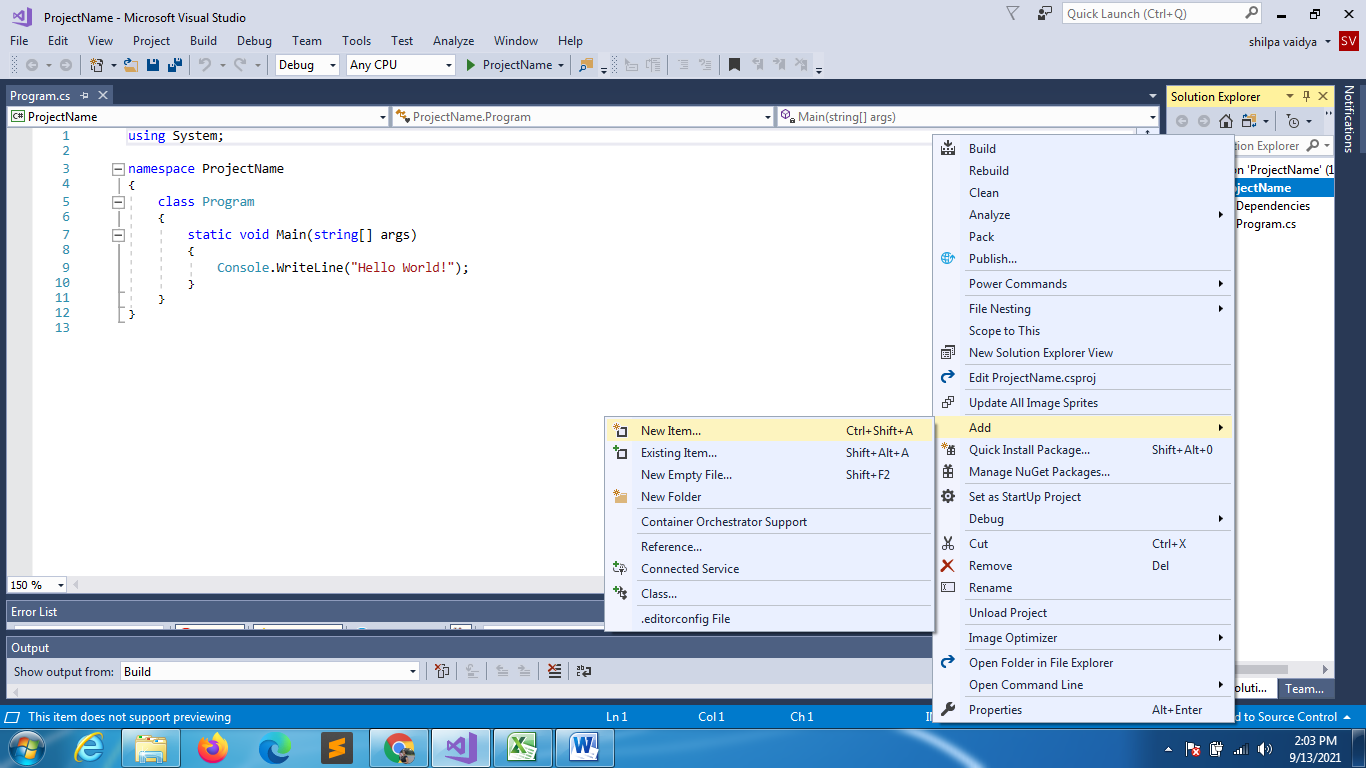 ProjectName - Microsoft Visual Studio
Quick Launch (Ctrl+Q)
File Edit View Project Build Debug Team Tools Test Analyze Window Help
shilpa vaidya SV
Debug Any CPU ProjectName
Program.cs
Solution Explorer
Notifications
C# ProjectName ProjectName.Program Main(string[] args)
1 using System;
2
3 namespace ProjectName
4 {
5 class Program
6 {
7 static void Main(string[] args)
8 {
9 Console.WriteLine("Hello World!");
10 }
11 }
12 }
13
Explorer
'ProjectName' (1
Dependencies
Program.cs
Build
Rebuild
Clean
Analyze
Pack
Publish...
Power Commands
File Nesting
Scope to This
New Solution Explorer View
Edit ProjectName.csproj
Update All Image Sprites
Add
Quick Install Package... Shift+Alt+0
Manage NuGet Packages...
Set as StartUp Project
Debug
Cut Ctrl+X
Remove Del
Rename
Unload Project
Image Optimizer
Open Folder in File Explorer
Open Command Line
Properties Alt+Enter
New Item... Ctrl+Shift+A
Existing Item... Shift+Alt+A
New Empty File... Shift+F2
New Folder
Container Orchestrator Support
Reference...
Connected Service
Class...
.editorconfig File
150 %
Error List
Output
Show output from: Build
Team...
This item does not support previewing Ln 1 Col 1 Ch 1 to Source Control
2:03 PM
9/13/2021